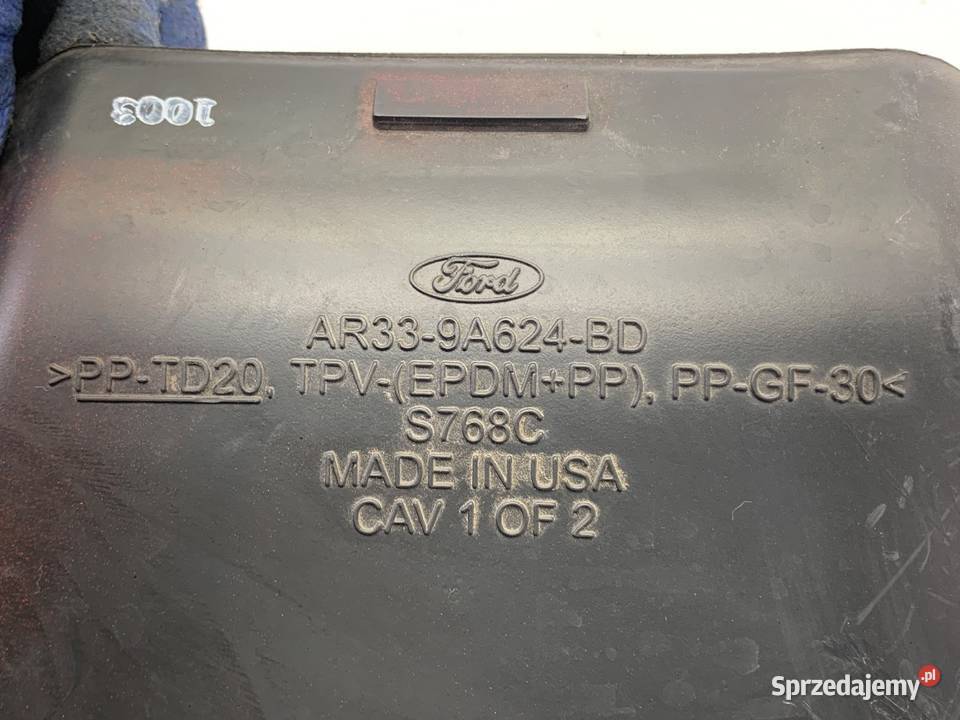 1003
Ford
AR33-9A624-BD
>PP-TD20, TPV-(EPDM+PP), PP-GF-30<
S768C
MADE IN USA
CAV 1 OF 2
Sprzedajemy.pl